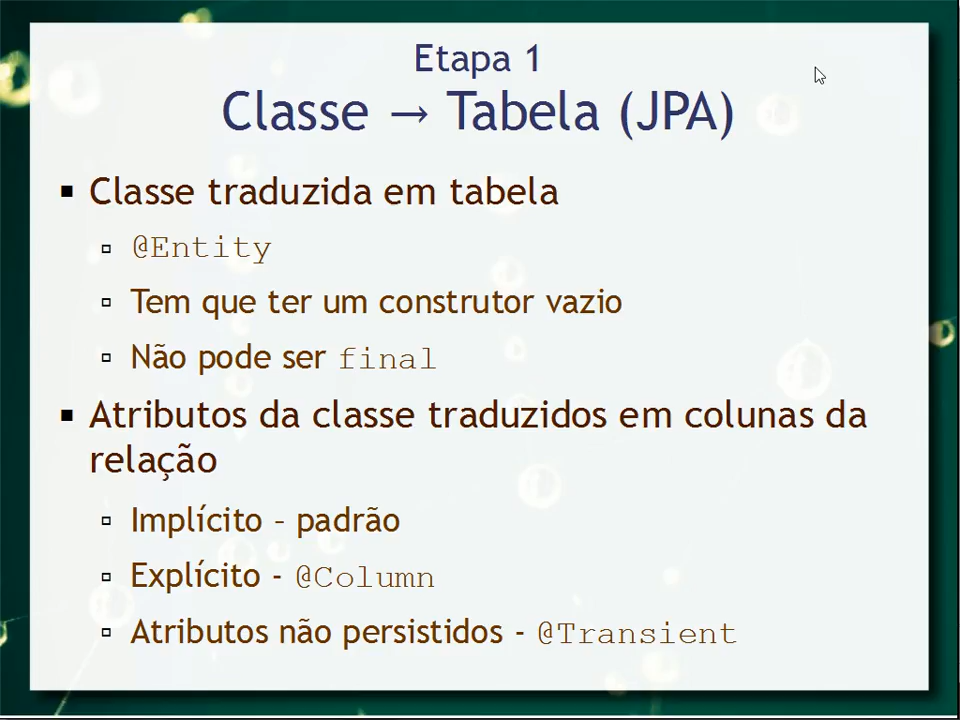 Etapa 1
Classe → Tabela (JPA)
Classe traduzida em tabela
@Entity
Tem que ter um construtor vazio
Não pode ser final
Atributos da classe traduzidos em colunas da
relação
Implícito – padrão
Explícito - @Column
Atributos não persistidos - @Transient